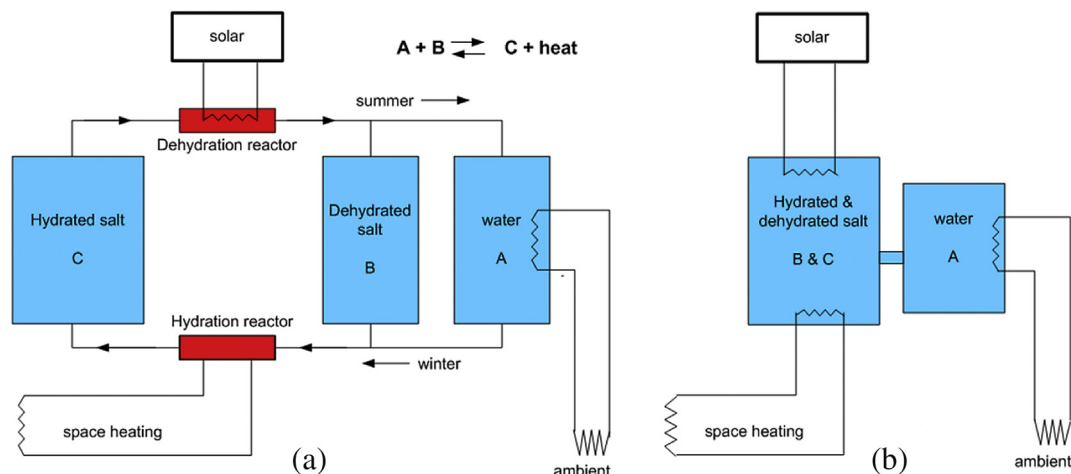 solar
A + B ⇌ C + heat
summer
Dehydration reactor
Hydrated salt
C
Dehydrated
salt
B
water
A
Hydration reactor
winter
space heating
(a)
ambient
solar
Hydrated &
dehydrated salt
B & C
water
A
space heating
(b)
ambient